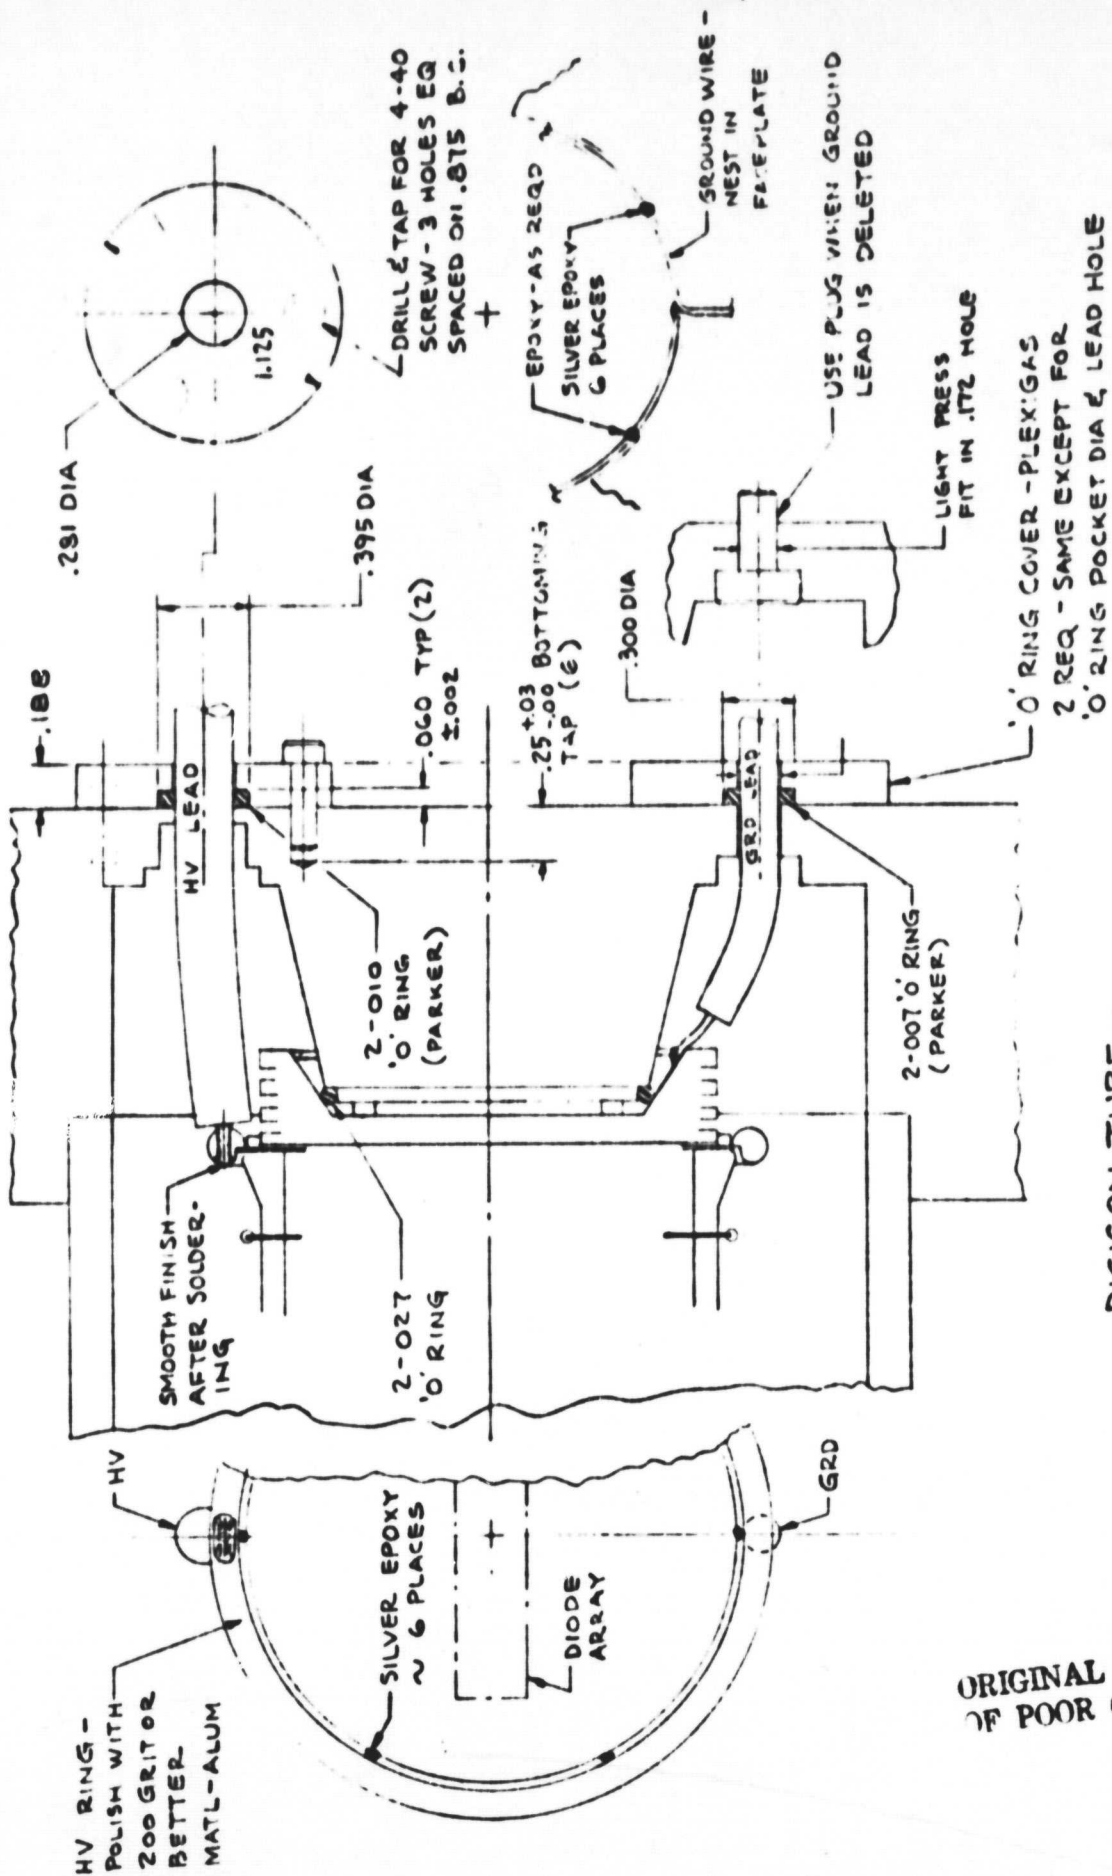 HV RING-
POLISH WITH
200 GRIT OR
BETTER
MATL-ALUM
HV
SILVER EPOXY
~ 6 PLACES
DIODE
ARRAY
GRD
SMOOTH FINISH
AFTER SOLDER-
ING
2-027
'O' RING
2-010
'O' RING
(PARKER)
HV LEAD
.188
.281 DIA
1.125
.395 DIA
.060 TYP (2)
±.002
DRILL & TAP FOR 4-40
SCREW - 3 HOLES EQ
SPACED ON .875 B.C.
.25 +.03 -.00 BOTTOMING
TAP (6)
.300 DIA
GRD LEAD
2-007 'O' RING
(PARKER)
EPOXY-AS REQD
SILVER EPOXY
6 PLACES
GROUND WIRE-
NEST IN
FACEPLATE
USE PLUG WHEN GROUND
LEAD IS DELETED
LIGHT PRESS
FIT IN .172 HOLE
'O' RING COVER - PLEXIGAS
2 REQ - SAME EXCEPT FOR
'O' RING POCKET DIA & LEAD HOLE
ORIGINAL
OF POOR